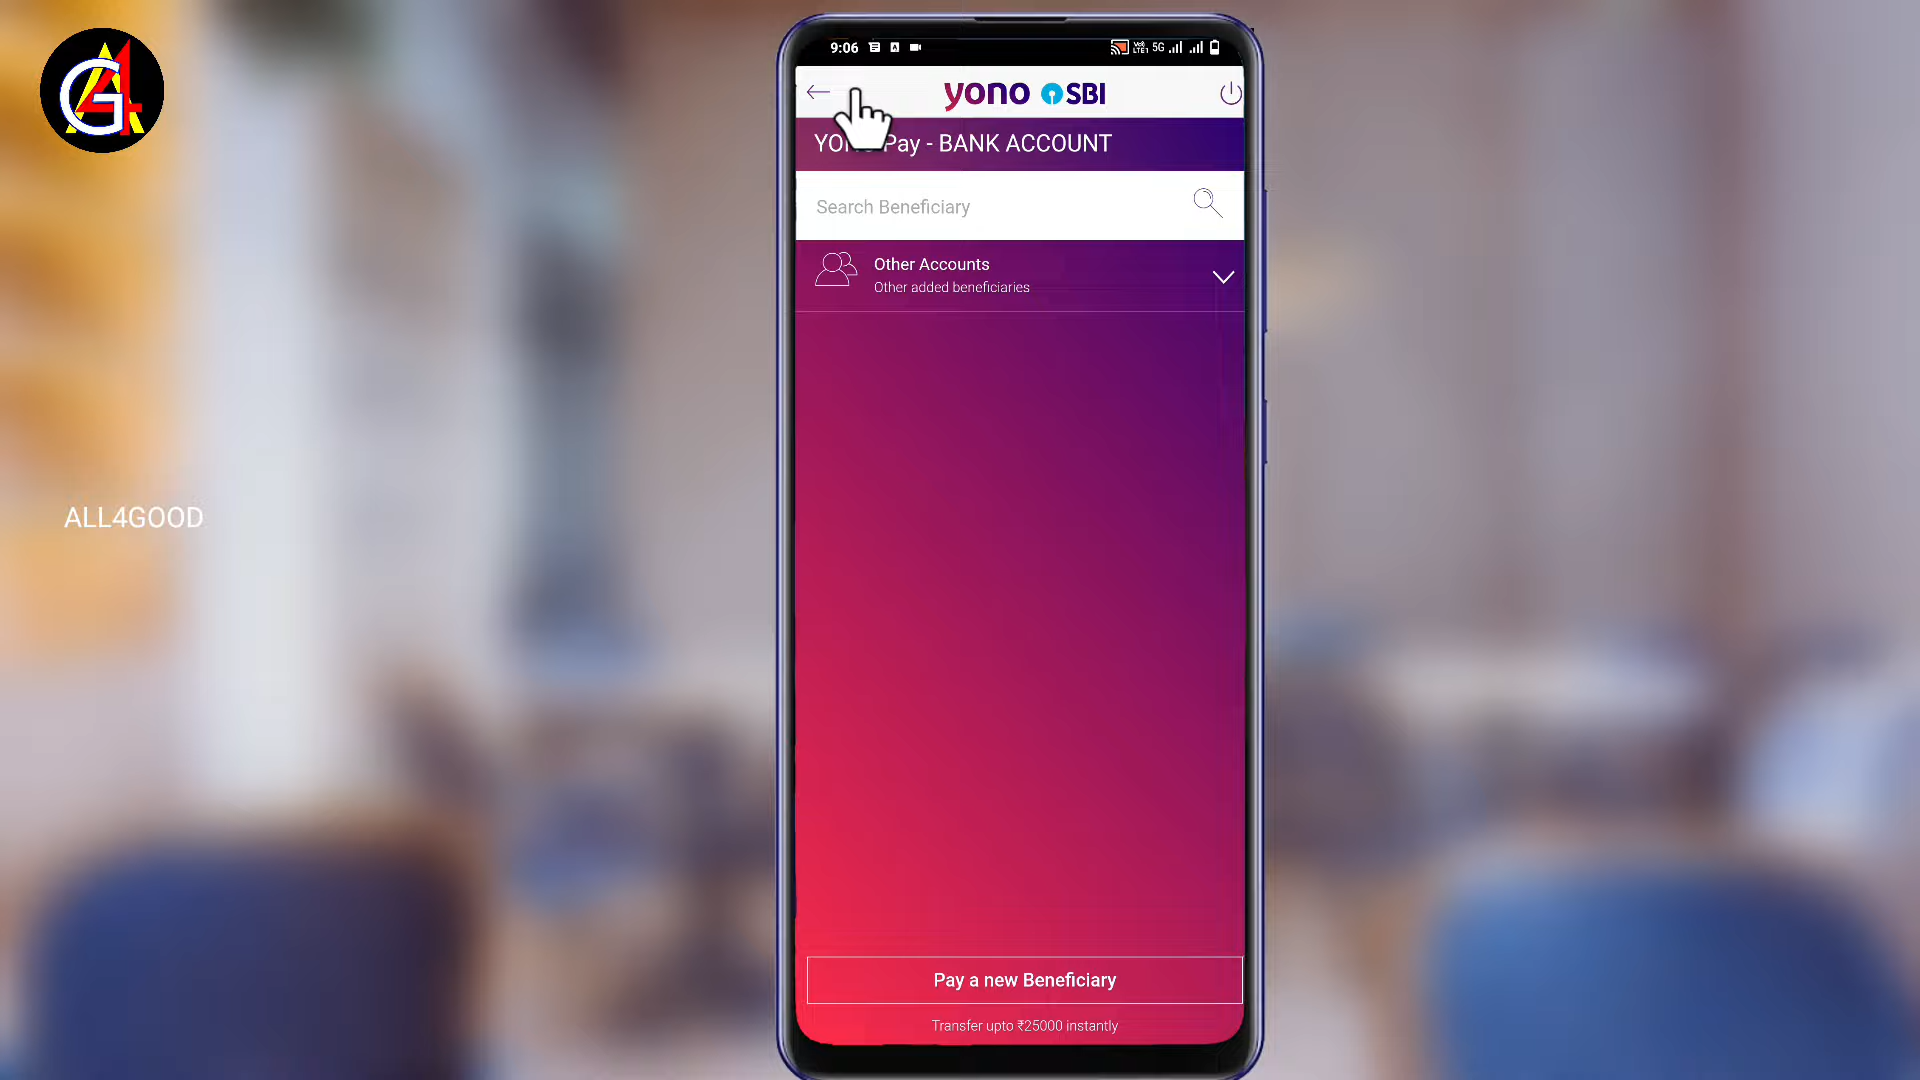 9:06
5G
yono SBI
YONO Pay - BANK ACCOUNT
Search Beneficiary
Other Accounts
Other added beneficiaries
ALL4GOOD
Pay a new Beneficiary
Transfer upto ₹25000 instantly